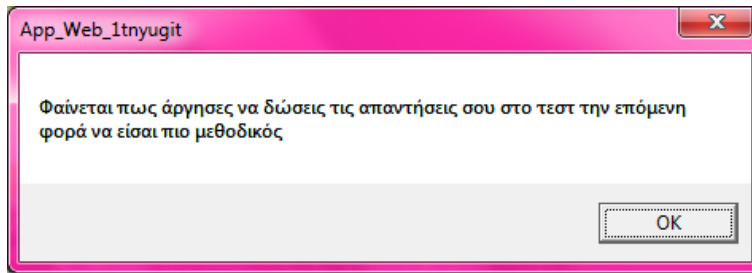 App_Web_1tnyugit
Φαίνεται πως άργησες να δώσεις τις απαντήσεις σου στο τεστ την επόμενη
φορά να είσαι πιο μεθοδικός
OK